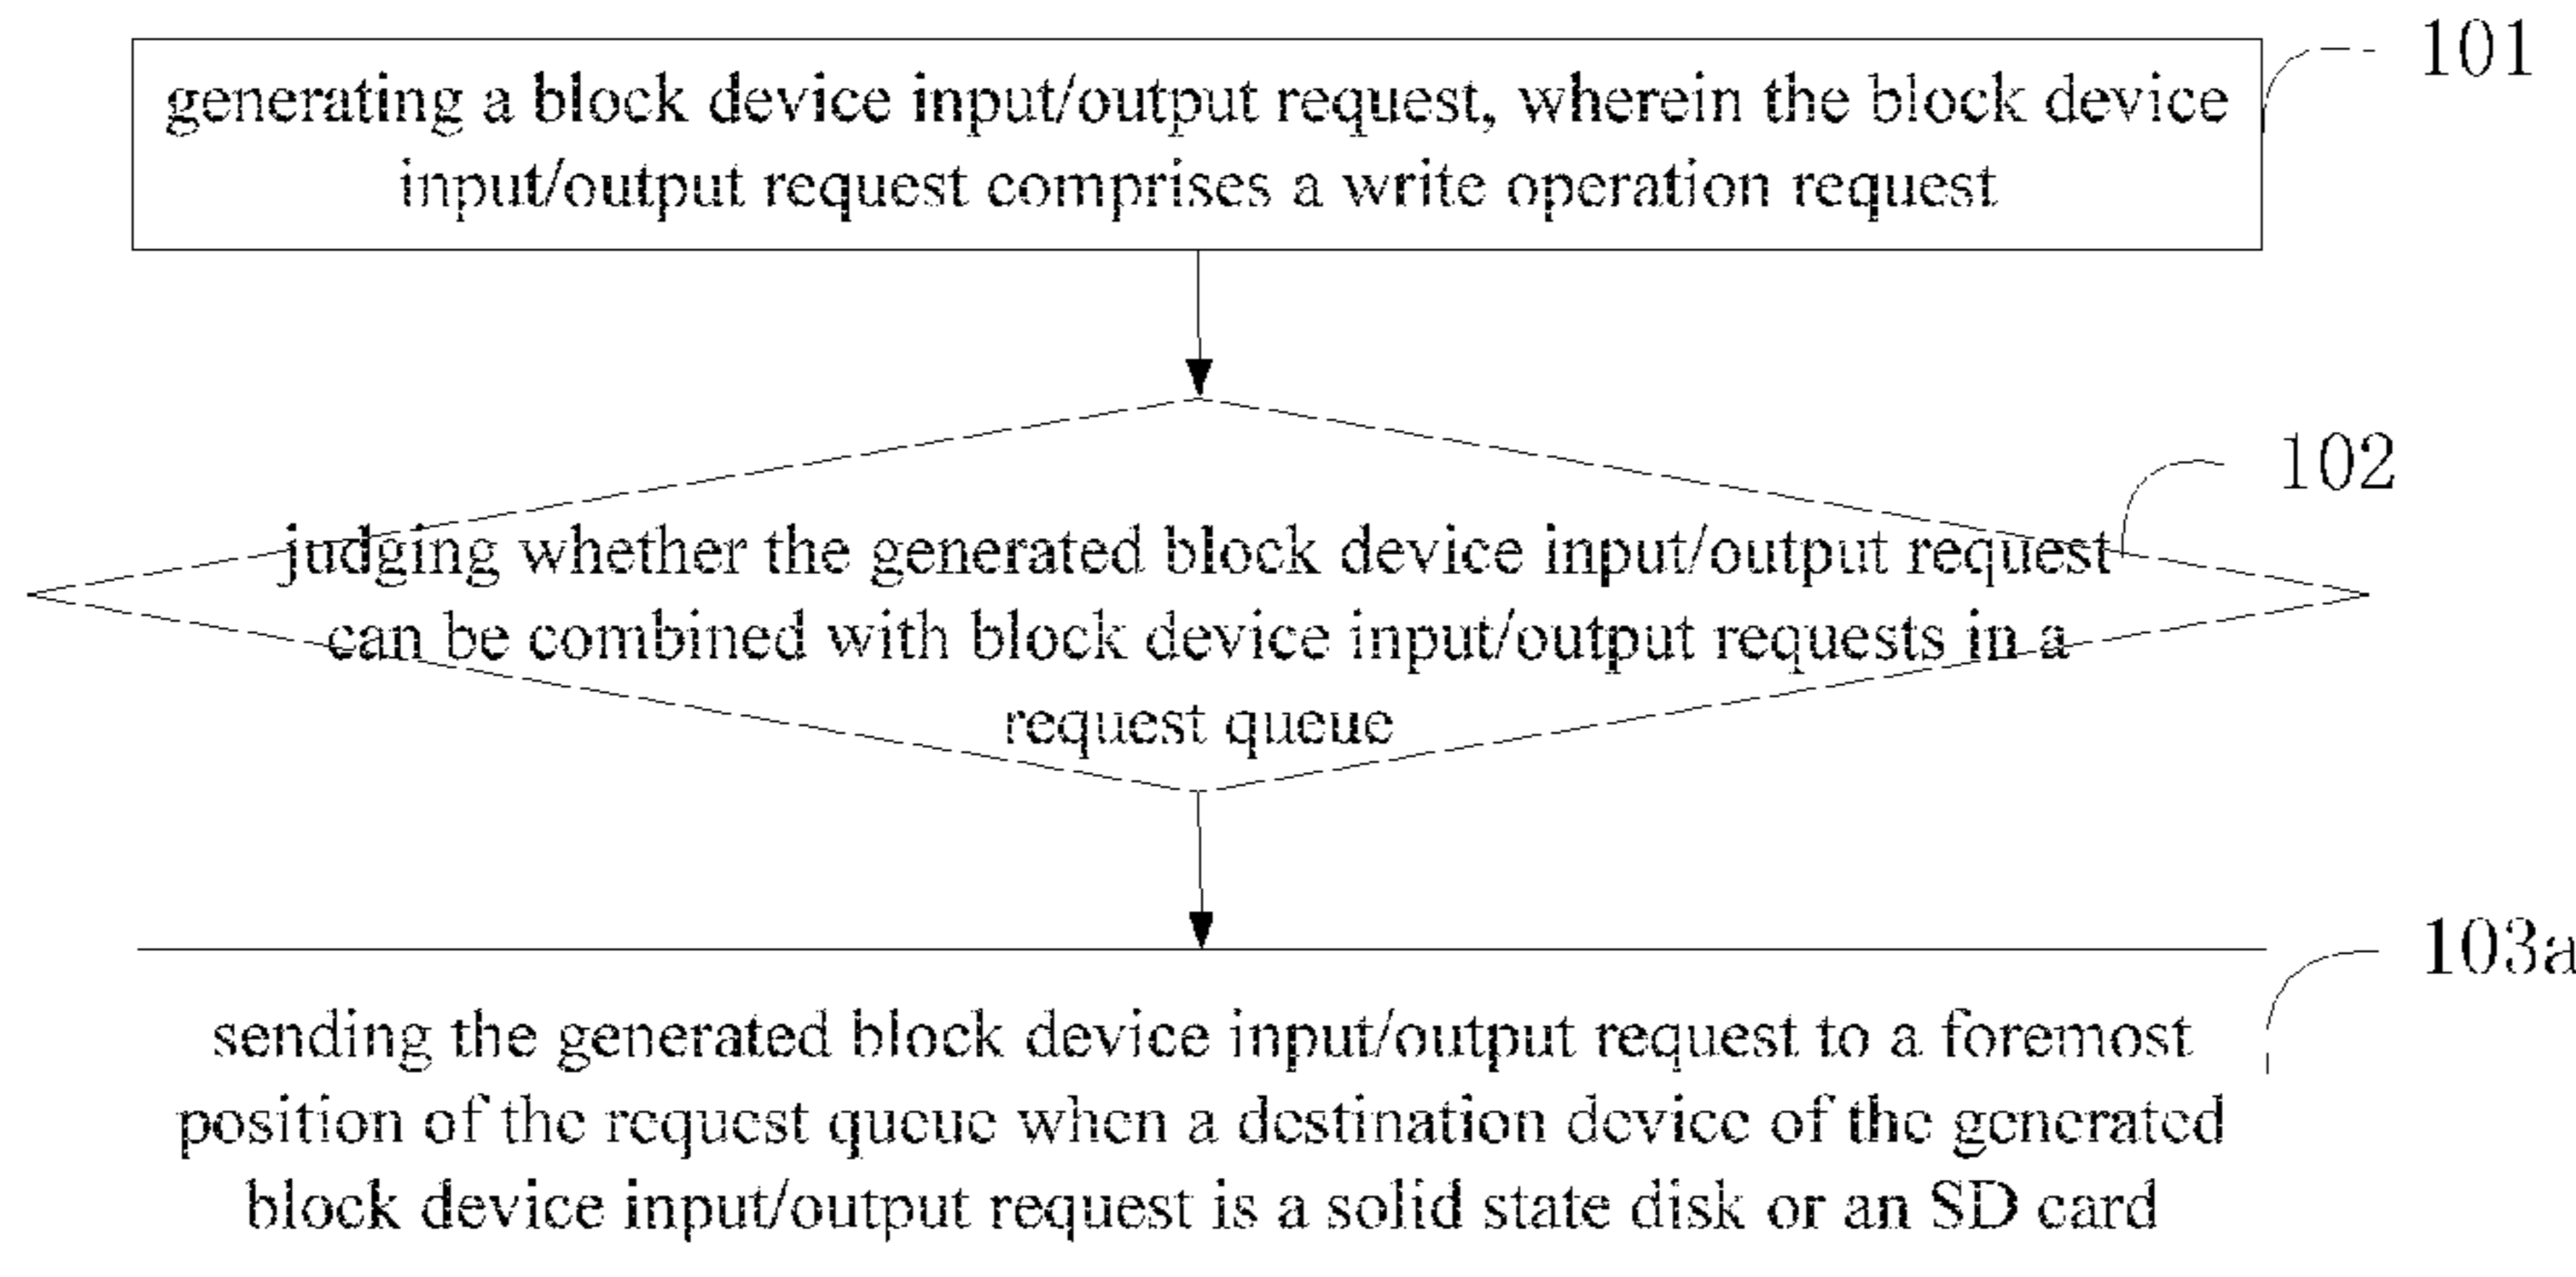 101
generating a block device input/output request, wherein the block device
input/output request comprises a write operation request
102
judging whether the generated block device input/output request
can be combined with block device input/output requests in a
request queue
103a
sending the generated block device input/output request to a foremost
position of the request queue when a destination device of the generated
block device input/output request is a solid state disk or an SD card